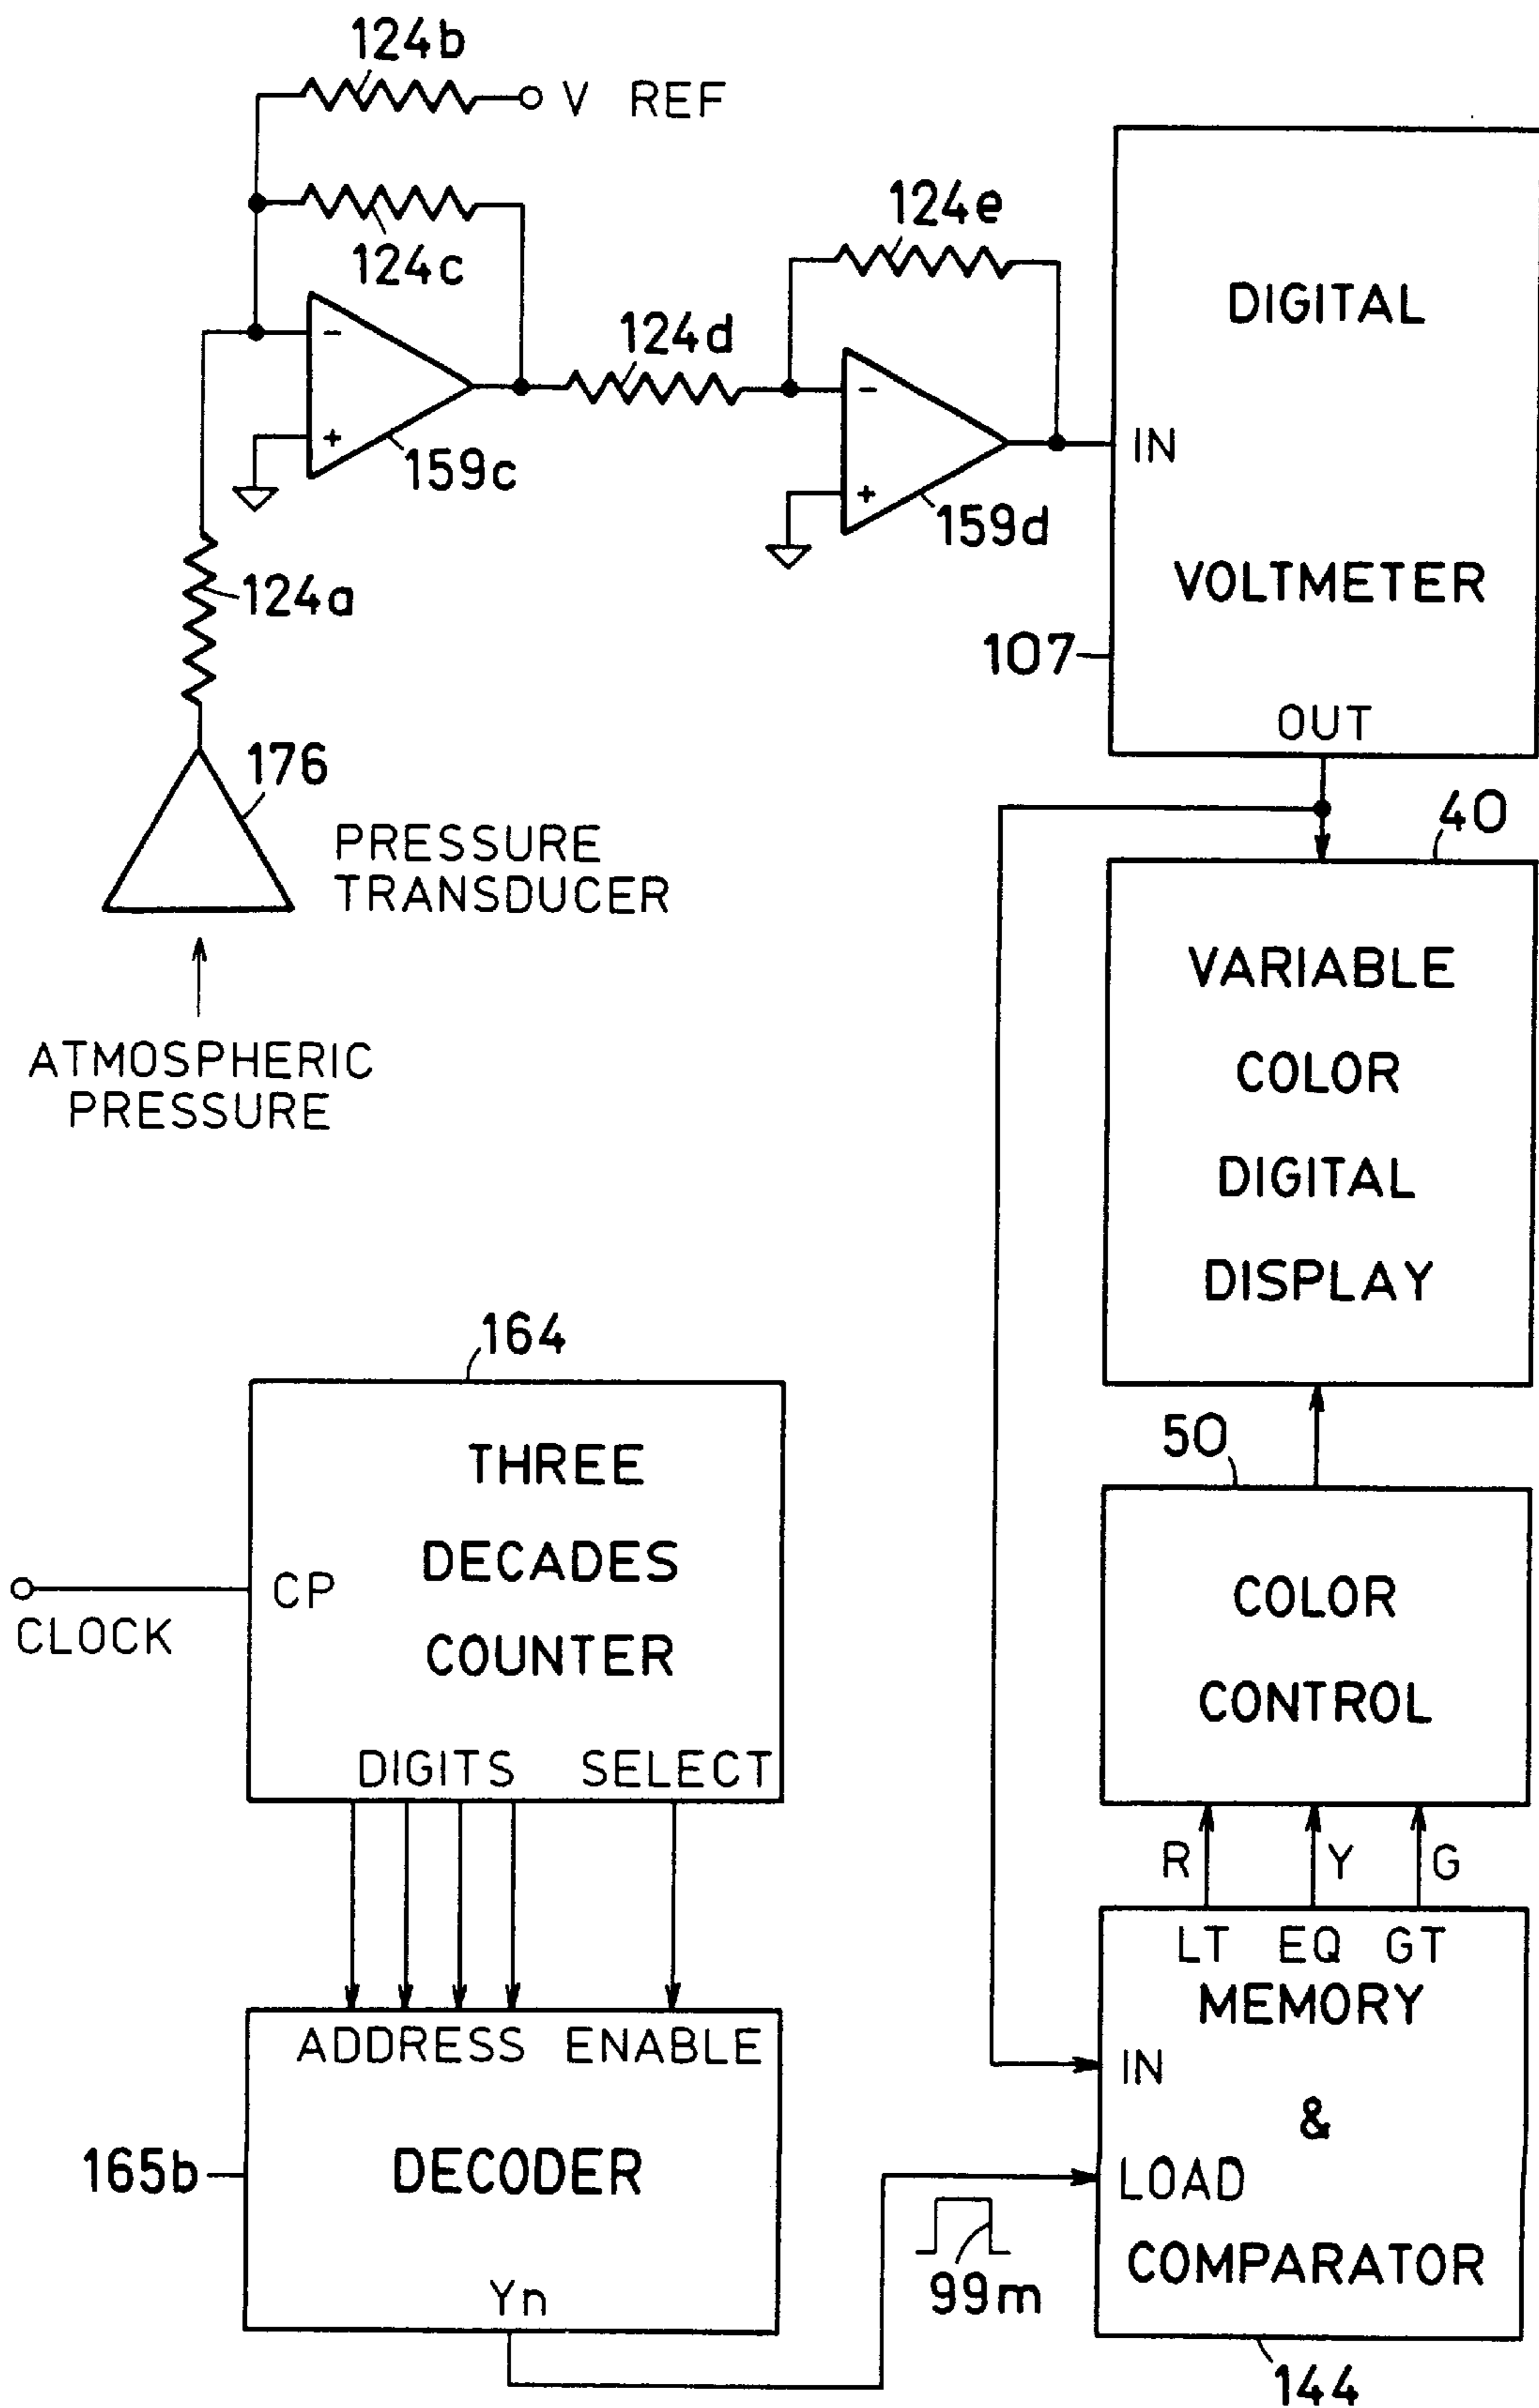 124b
V REF
124c
124e
124d
-
+
159c
-
+
159d
124a
DIGITAL
IN
VOLTMETER
107
OUT
176
PRESSURE
TRANSDUCER
ATMOSPHERIC
PRESSURE
40
VARIABLE
COLOR
DIGITAL
DISPLAY
164
THREE
DECADES
COUNTER
CP
CLOCK
DIGITS SELECT
50
COLOR
CONTROL
R Y G
LT EQ GT
MEMORY
IN
&
LOAD
COMPARATOR
144
ADDRESS ENABLE
165b
DECODER
Yn
99m